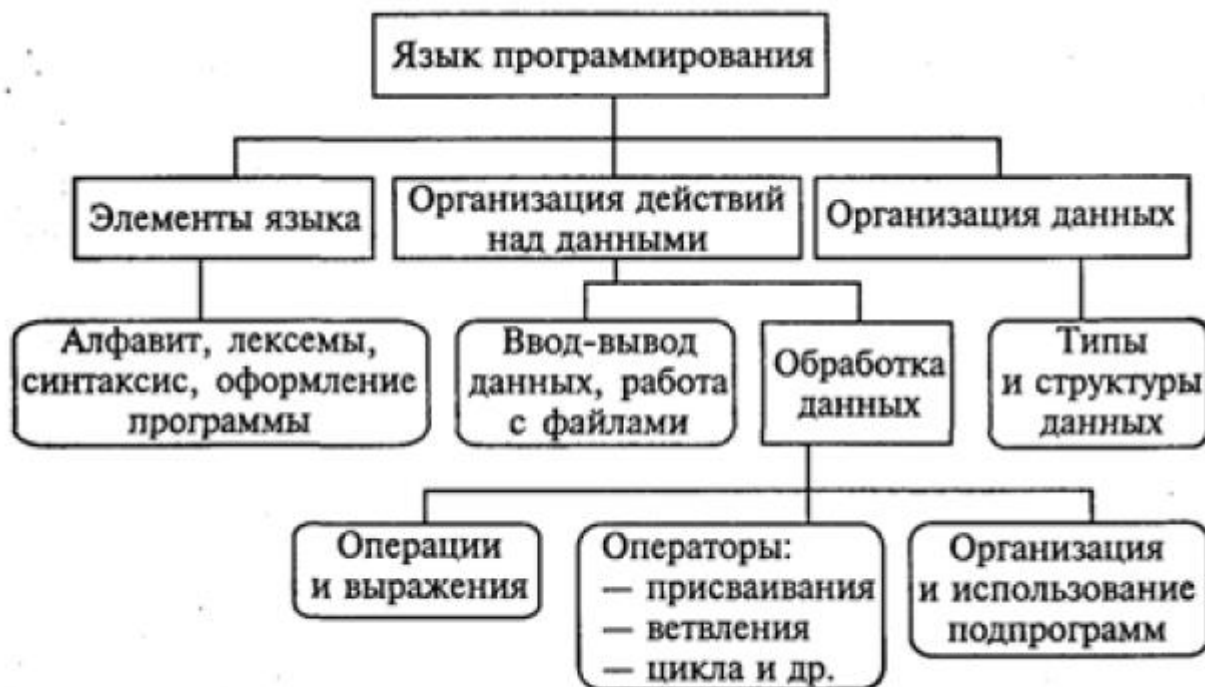 Язык программирования
Элементы языка
Организация действий
над данными
Организация данных
Алфавит, лексемы,
синтаксис, оформление
программы
Ввод-вывод
данных, работа
с файлами
Обработка
данных
Типы
и структуры
данных
Операции
и выражения
Операторы:
— присваивания
— ветвления
— цикла и др.
Организация
и использование
подпрограмм